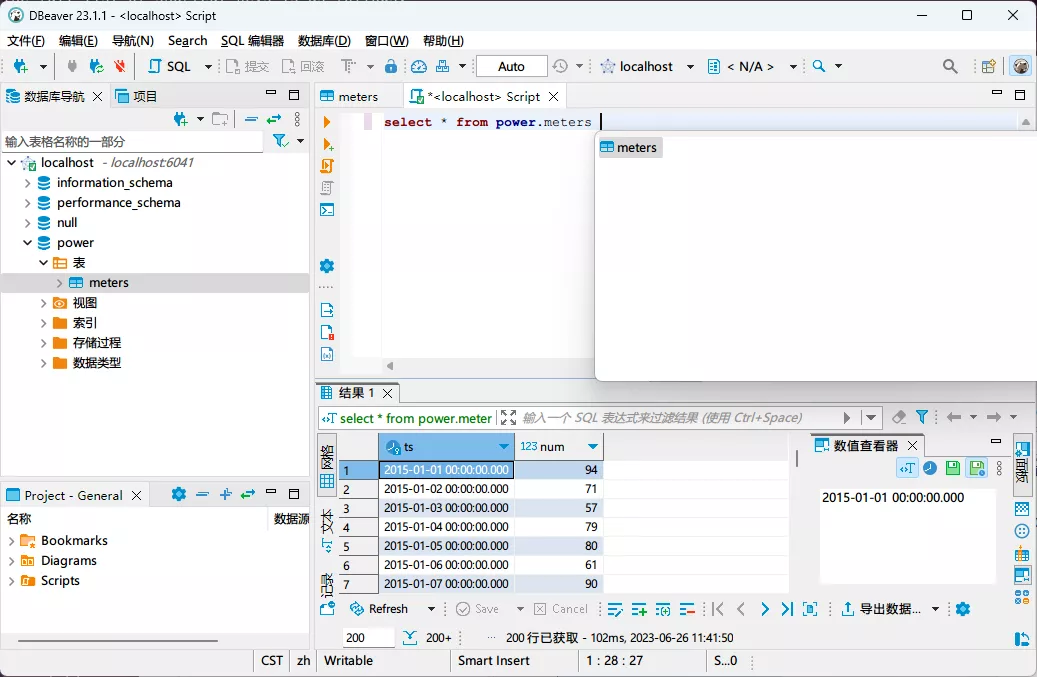 DBeaver 23.1.1 - <localhost> Script
文件(F) 编辑(E) 导航(N) Search SQL 编辑器 数据库(D) 窗口(W) 帮助(H)
SQL 提交 回滚 T Auto localhost < N/A >
数据库导航 项目
输入表格名称的一部分
localhost - localhost:6041
information_schema
performance_schema
null
power
表
meters
视图
索引
存储过程
数据类型
Project - General
名称 数据源
Bookmarks
Diagrams
Scripts
meters *<localhost> Script
select * from power.meters
meters
结果 1
select * from power.meter 输入一个 SQL 表达式来过滤结果 (使用 Ctrl+Space)
网格
文本
记录
ts 123 num
1 2015-01-01 00:00:00.000 94
2 2015-01-02 00:00:00.000 71
3 2015-01-03 00:00:00.000 57
4 2015-01-04 00:00:00.000 79
5 2015-01-05 00:00:00.000 80
6 2015-01-06 00:00:00.000 61
7 2015-01-07 00:00:00.000 90
数值查看器
2015-01-01 00:00:00.000
面板
Refresh Save Cancel 导出数据...
200 200+ ... 200 行已获取 - 102ms, 2023-06-26 11:41:50
CST zh Writable Smart Insert 1 : 28 : 27 S...0